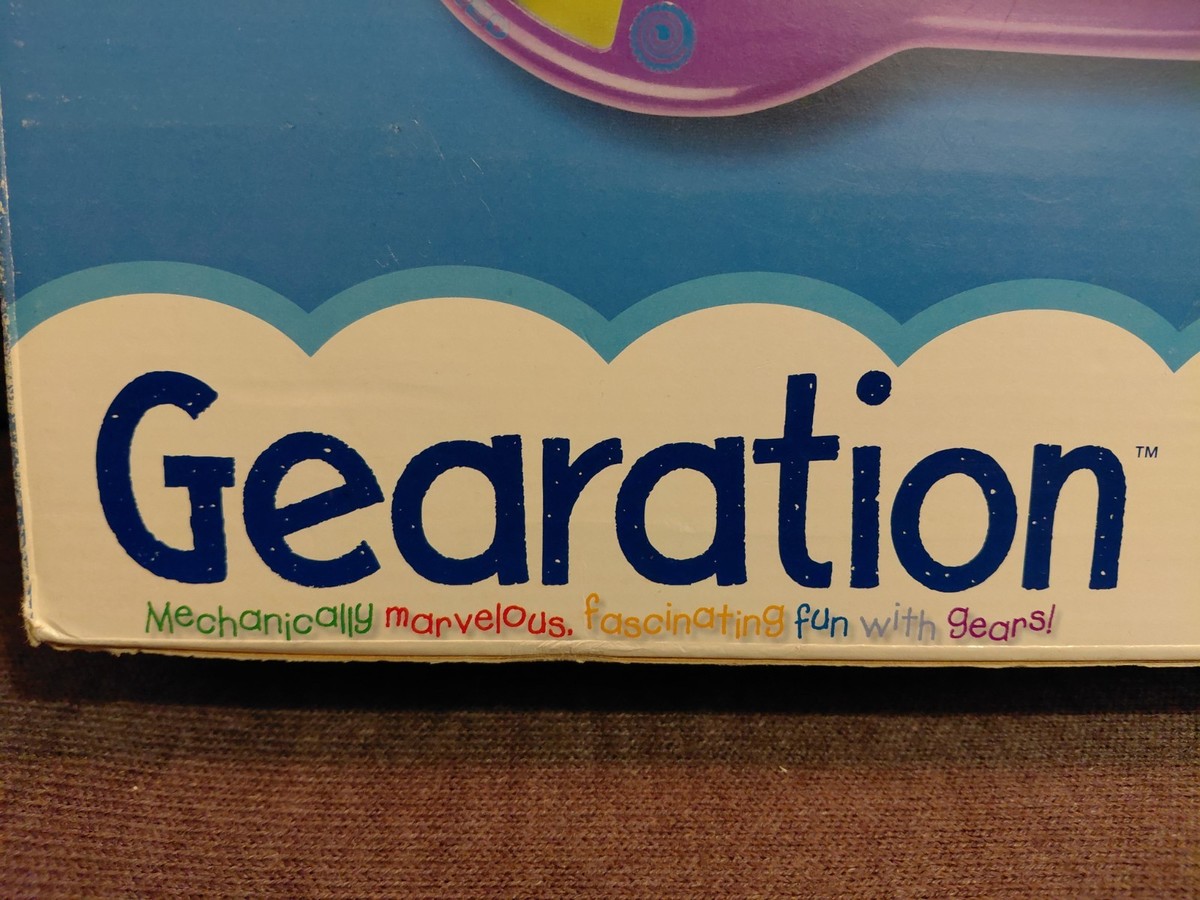 Gearation™
Mechanically marvelous, fascinating fun with gears!